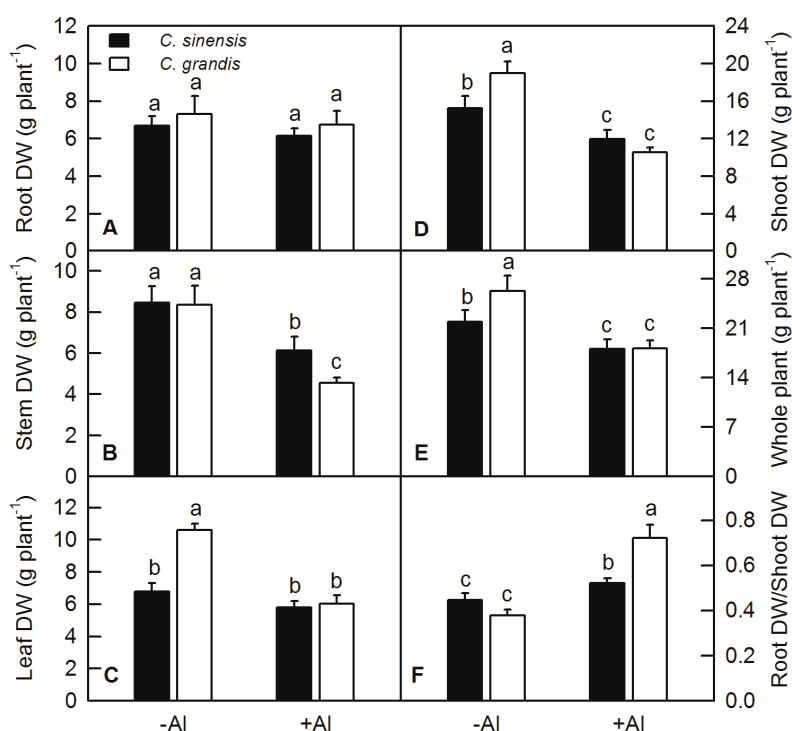 C. sinensis
C. grandis
Root DW (g plant⁻¹)
12
10
8
6
4
2
0
a a a a
A
Shoot DW (g plant⁻¹)
24
20
16
12
8
4
0
b a c c
D
Stem DW (g plant⁻¹)
10
8
6
4
2
0
a a b c
B
Whole plant (g plant⁻¹)
28
21
14
7
0
b a c c
E
Leaf DW (g plant⁻¹)
12
10
8
6
4
2
0
b a b b
C
-Al +Al
Root DW/Shoot DW
0.8
0.6
0.4
0.2
0.0
c c b a
F
-Al +Al